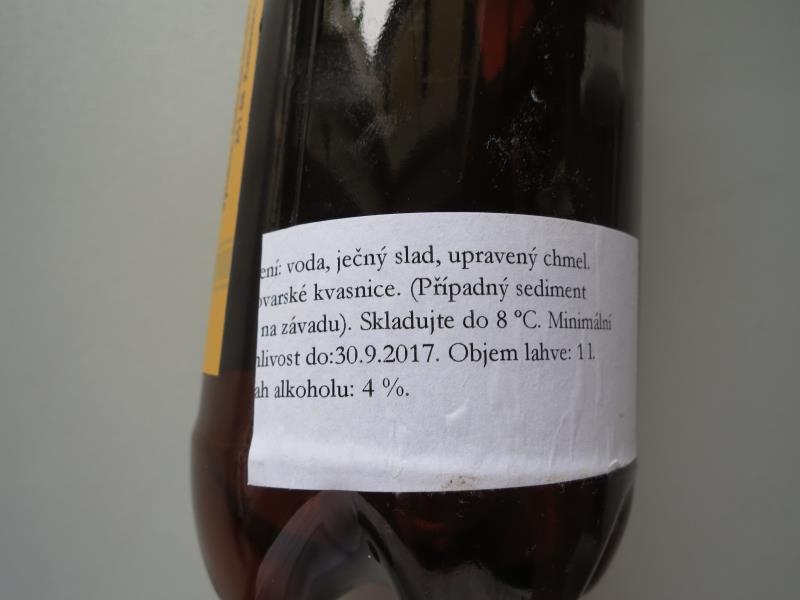 ení: voda, ječný slad, upravený chmel.
ovarské kvasnice. (Případný sediment
na závadu). Skladujte do 8 ºC. Minimální
nlivost do:30.9.2017. Objem lahve: 1 l.
ah alkoholu: 4 %.